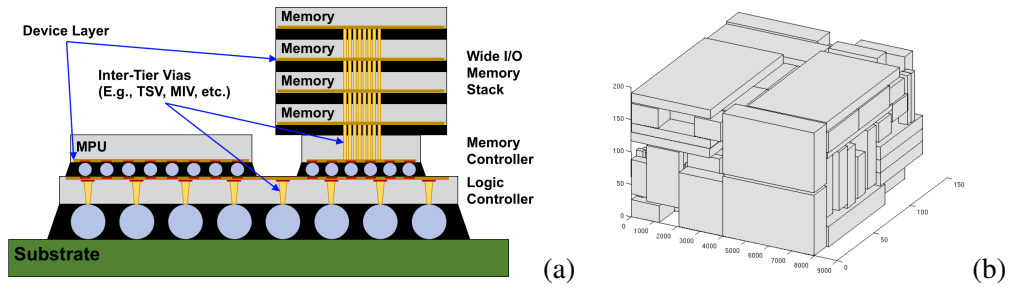 Memory
Device Layer
Memory
Wide I/O
Memory
Stack
Inter-Tier Vias
(E.g., TSV, MIV, etc.)
Memory
Memory
MPU
Memory
Controller
Logic
Controller
Substrate
(a)
200
150
100
50
0
0
1000
2000
3000
4000
5000
6000
7000
8000
9000
0
50
100
150
(b)